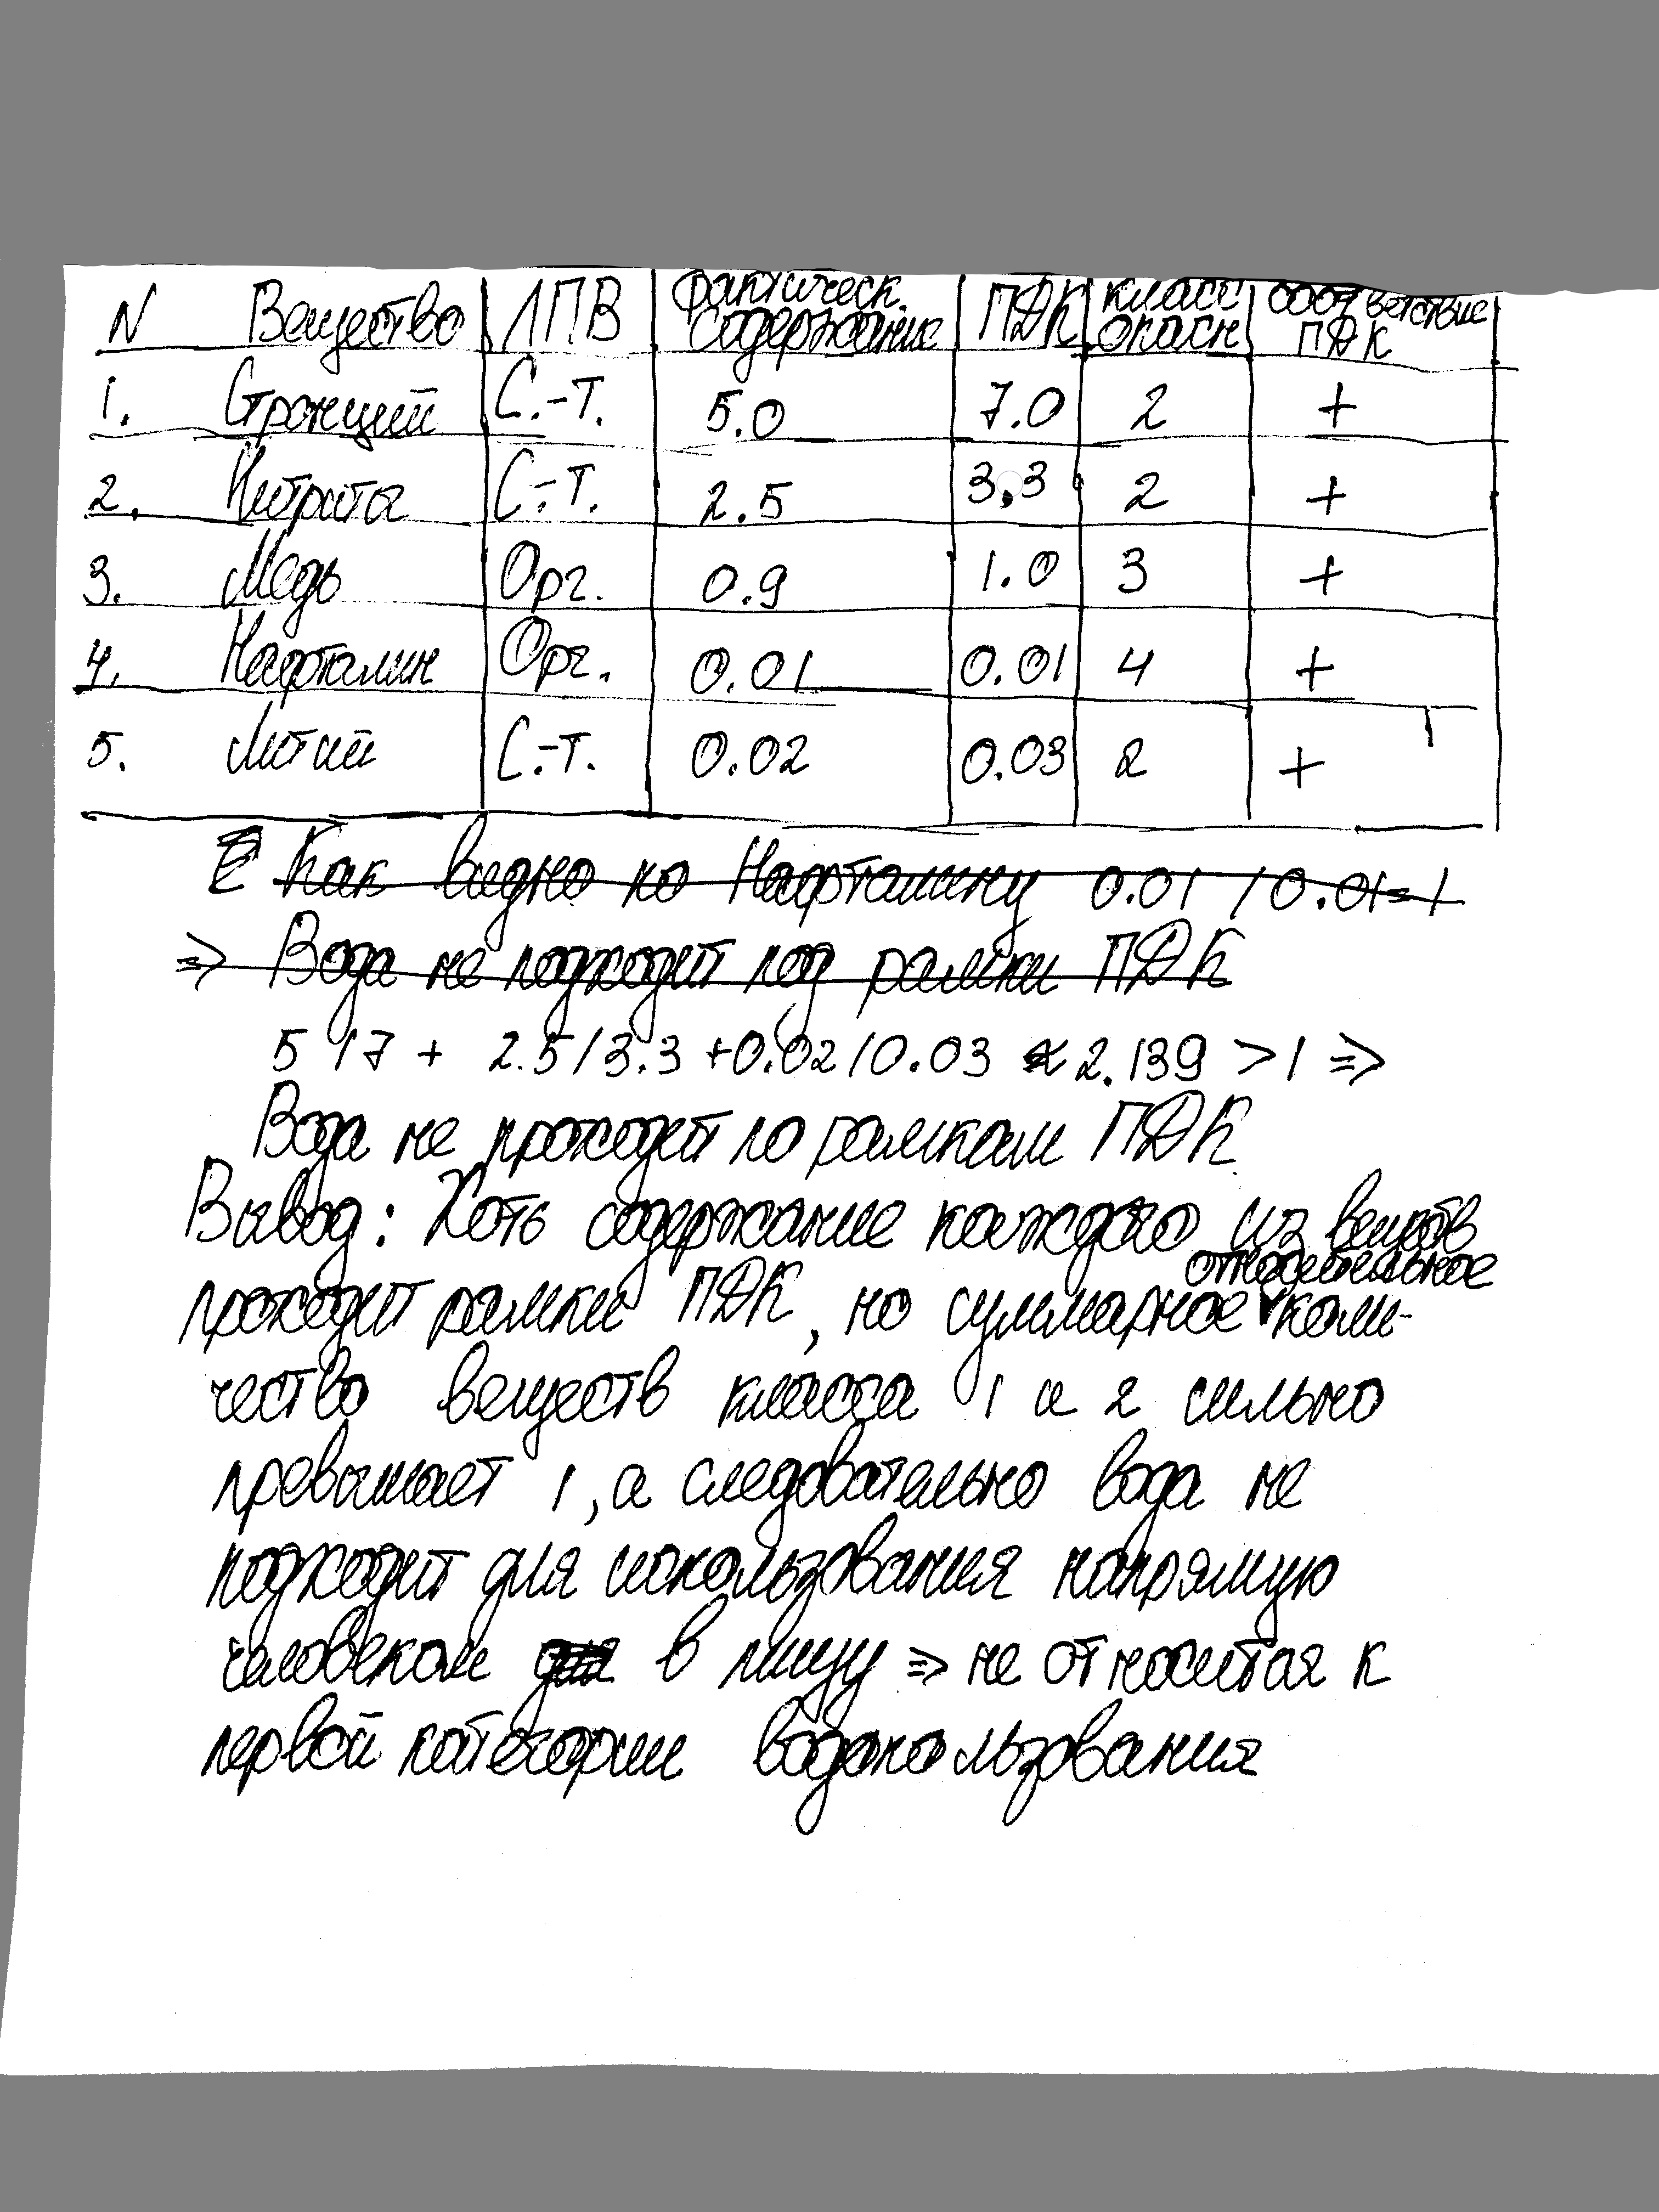 N Вещество ЛПВ Фактическ. содержание ПДК класс опасн соответствие ПДК
1. Стронций С.-Т. 5.0 7.0 2 +
2. Нитриты С.-Т. 2.5 3,3 2 +
3. Медь Орг. 0.9 1.0 3 +
4. Нафталин Орг. 0.01 0.01 4 +
5. Литий С.-Т. 0.02 0.03 2 +
Как видно по Нафталину 0.01 / 0.01=1
=> Вода не подходит под рамки ПДК
5 / 7 + 2.5 / 3.3 + 0.02 / 0.03 ≈ 2.139 > 1 =>
Вода не проходит по рамкам ПДК
Вывод: Хоть содержание каждого из веществ
проходит рамки ПДК, но суммарное относительное коли-
чество веществ класса 1 и 2 сильно
превышает 1, а следовательно вода не
подходит для использования напрямую
человеком в пищу => не относится к
первой категории водопользования